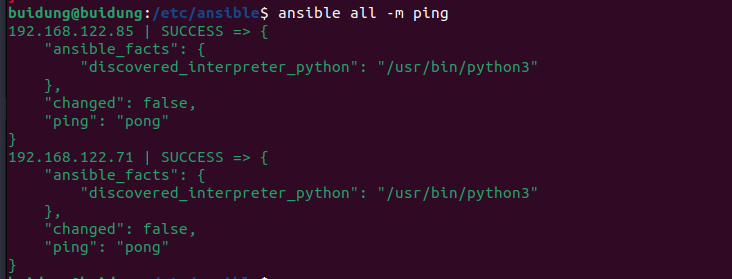 buidung@buidung:/etc/ansible$ ansible all -m ping
192.168.122.85 | SUCCESS => {
    "ansible_facts": {
        "discovered_interpreter_python": "/usr/bin/python3"
    },
    "changed": false,
    "ping": "pong"
}
192.168.122.71 | SUCCESS => {
    "ansible_facts": {
        "discovered_interpreter_python": "/usr/bin/python3"
    },
    "changed": false,
    "ping": "pong"
}